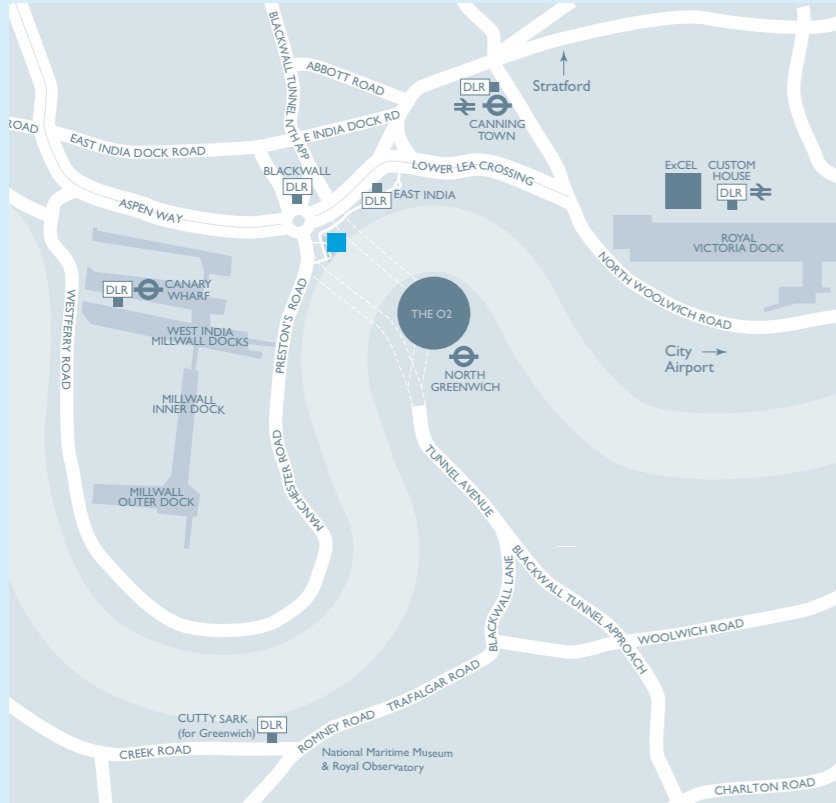 BLACKWALL TUNNEL NTH APP
ABBOTT ROAD
DLR
Stratford
CANNING
TOWN
ROAD
EAST INDIA DOCK ROAD
E INDIA DOCK RD
BLACKWALL
DLR
LOWER LEA CROSSING
DLR
EAST INDIA
ExCEL
CUSTOM
HOUSE
DLR
ASPEN WAY
ROYAL
VICTORIA DOCK
NORTH WOOLWICH ROAD
DLR
CANARY
WHARF
WESTFERRY ROAD
WEST INDIA
MILLWALL DOCKS
PRESTON'S ROAD
THE O2
City
Airport
NORTH
GREENWICH
MILLWALL
INNER DOCK
MANCHESTER ROAD
TUNNEL AVENUE
MILLWALL
OUTER DOCK
BLACKWALL LANE
BLACKWALL TUNNEL APPROACH
WOOLWICH ROAD
TRAFALGAR ROAD
ROMNEY ROAD
CUTTY SARK
(for Greenwich)
DLR
CREEK ROAD
National Maritime Museum
& Royal Observatory
CHARLTON ROAD